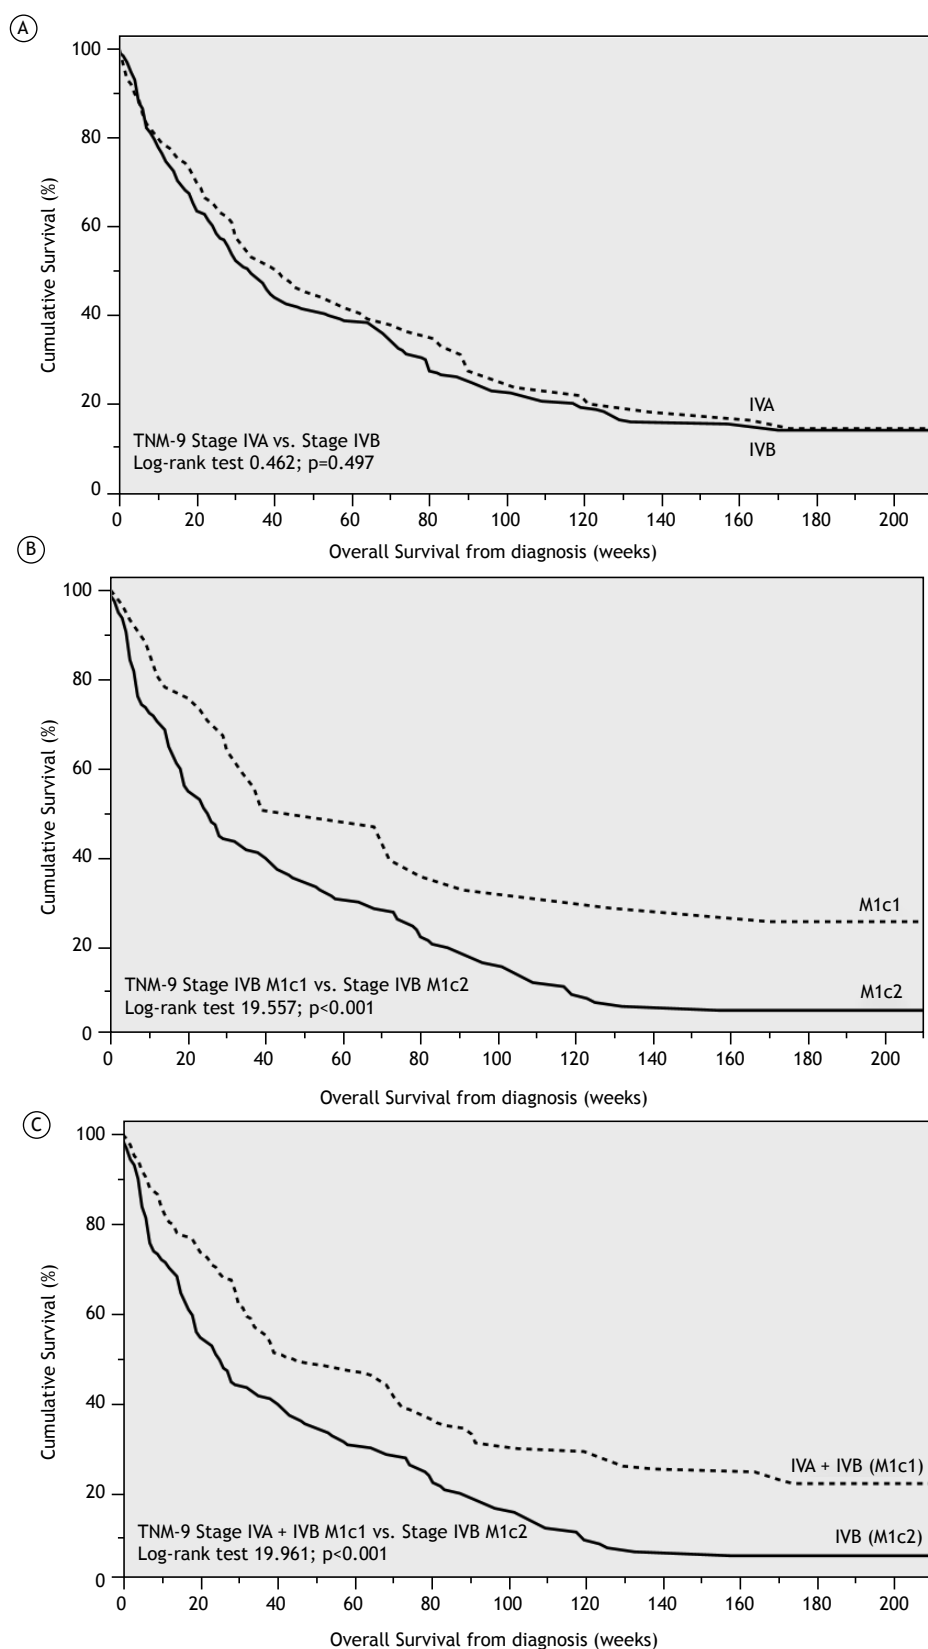 A
Cumulative Survival (%)
100
80
60
40
20
0
IVA
IVB
TNM-9 Stage IVA vs. Stage IVB
Log-rank test 0.462; p=0.497
0 20 40 60 80 100 120 140 160 180 200
Overall Survival from diagnosis (weeks)
B
Cumulative Survival (%)
100
80
60
40
20
0
M1c1
M1c2
TNM-9 Stage IVB M1c1 vs. Stage IVB M1c2
Log-rank test 19.557; p<0.001
0 20 40 60 80 100 120 140 160 180 200
Overall Survival from diagnosis (weeks)
C
Cumulative Survival (%)
100
80
60
40
20
0
IVA + IVB (M1c1)
IVB (M1c2)
TNM-9 Stage IVA + IVB M1c1 vs. Stage IVB M1c2
Log-rank test 19.961; p<0.001
0 20 40 60 80 100 120 140 160 180 200
Overall Survival from diagnosis (weeks)